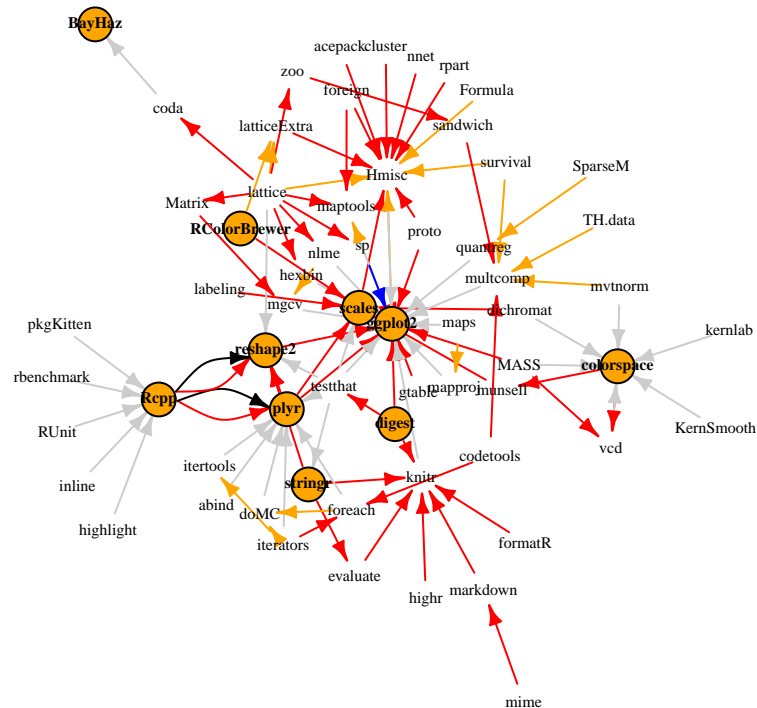 BayHaz
acepack
cluster
nnet
zoo
rpart
foreign
Formula
coda
latticeExtra
sandwich
survival
SparseM
Hmisc
lattice
Matrix
maptools
RColorBrewer
proto
TH.data
sp
nlme
quantreg
hexbin
multcomp
mvtnorm
labeling
mgcv
scales
dichromat
pkgKitten
ggplot2
maps
kernlab
reshape2
MASS
colorspace
rbenchmark
testthat
mapproj
munsell
gtable
Rcpp
plyr
digest
KernSmooth
RUnit
vcd
itertools
codetools
inline
stringr
knitr
abind
doMC
foreach
highlight
iterators
formatR
evaluate
highr
markdown
mime